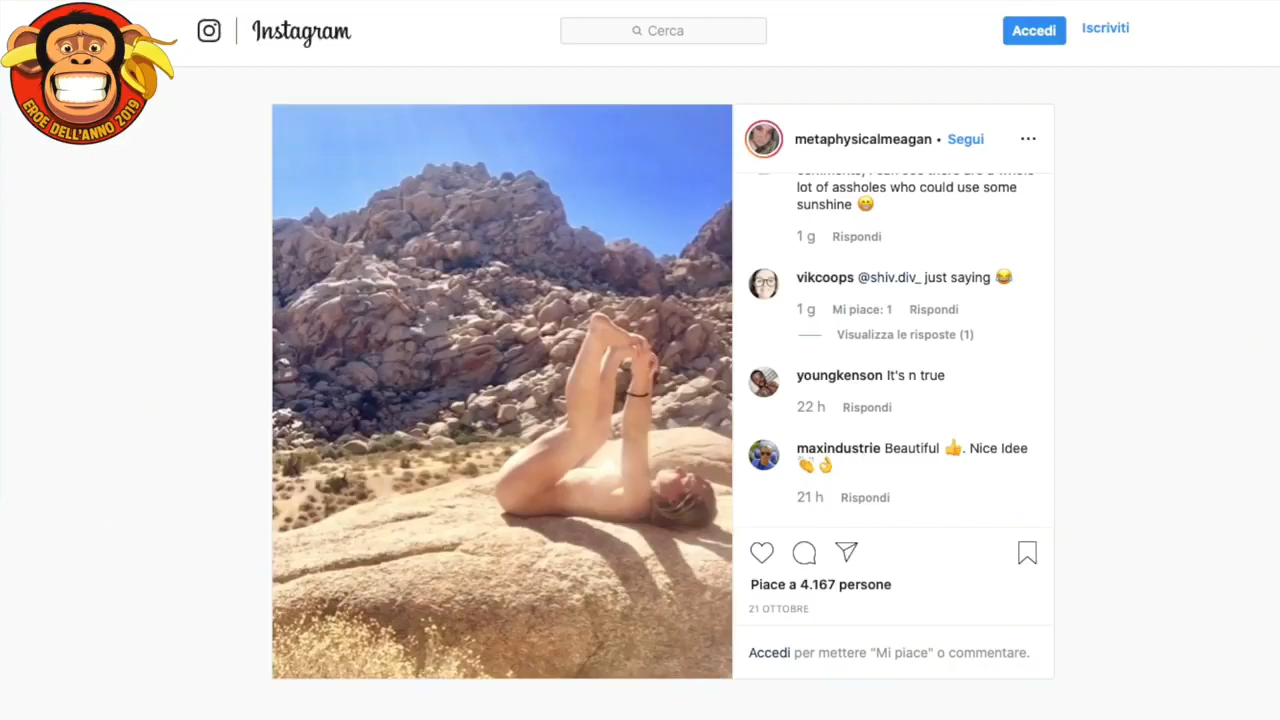 EROE DELL'ANNO 2019
Instagram
Cerca
Accedi
Iscriviti
metaphysicalmeagan • Segui
lot of assholes who could use some
sunshine 😁
1 g Rispondi
vikcoops @shiv.div_ just saying 😂
1 g Mi piace: 1 Rispondi
Visualizza le risposte (1)
youngkenson It'sn true
22 h Rispondi
maxindustrie Beautiful 👍. Nice Idee
👏👌
21 h Rispondi
Piace a 4.167 persone
21 OTTOBRE
Accedi per mettere "Mi piace" o commentare.